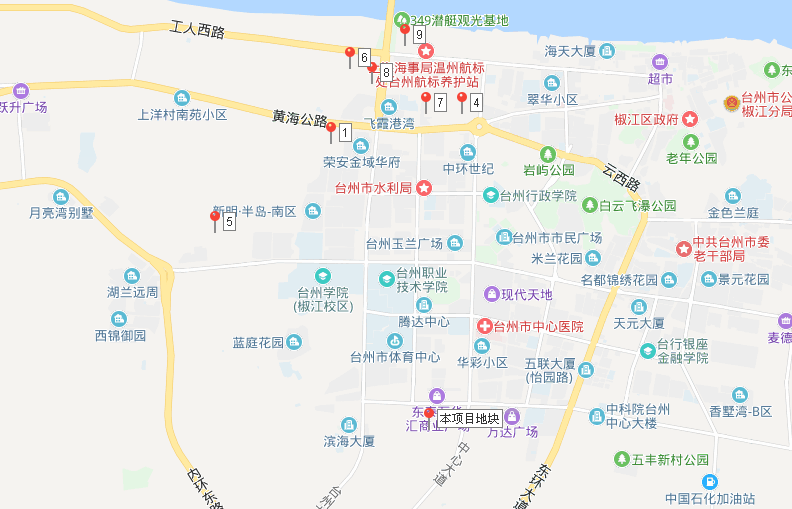 349潜艇观光基地
9
工人西路
6
海事局温州航标
处台州航标养护站
8
海天大厦
超市
跃升广场
上洋村南苑小区
黄海公路
1
飞霞港湾
7
4
翠华小区
椒江区政府
台州市公
椒江分局
老年公园
荣安金域华府
中环世纪
岩屿公园
云西路
台州市水利局
台州行政学院
白云飞瀑公园
月亮湾别墅
新明·半岛-南区
5
金色兰庭
台州玉兰广场
台州市市民广场
米兰花园
中共台州市委
老干部局
湖兰远周
台州学院
(椒江校区)
台州职业
技术学院
现代天地
名都锦绣花园
景元花园
西锦御园
腾达中心
台州市中心医院
天元大厦
麦德
蓝庭花园
台州市体育中心
华彩小区
五联大厦
(怡园路)
台行银座
金融学院
本项目地块
汇商业广场
万达广场
中科院台州
中心大楼
香墅湾-B区
滨海大厦
中心大道
东环大道
五丰新村公园
内环东路
中国石化加油站